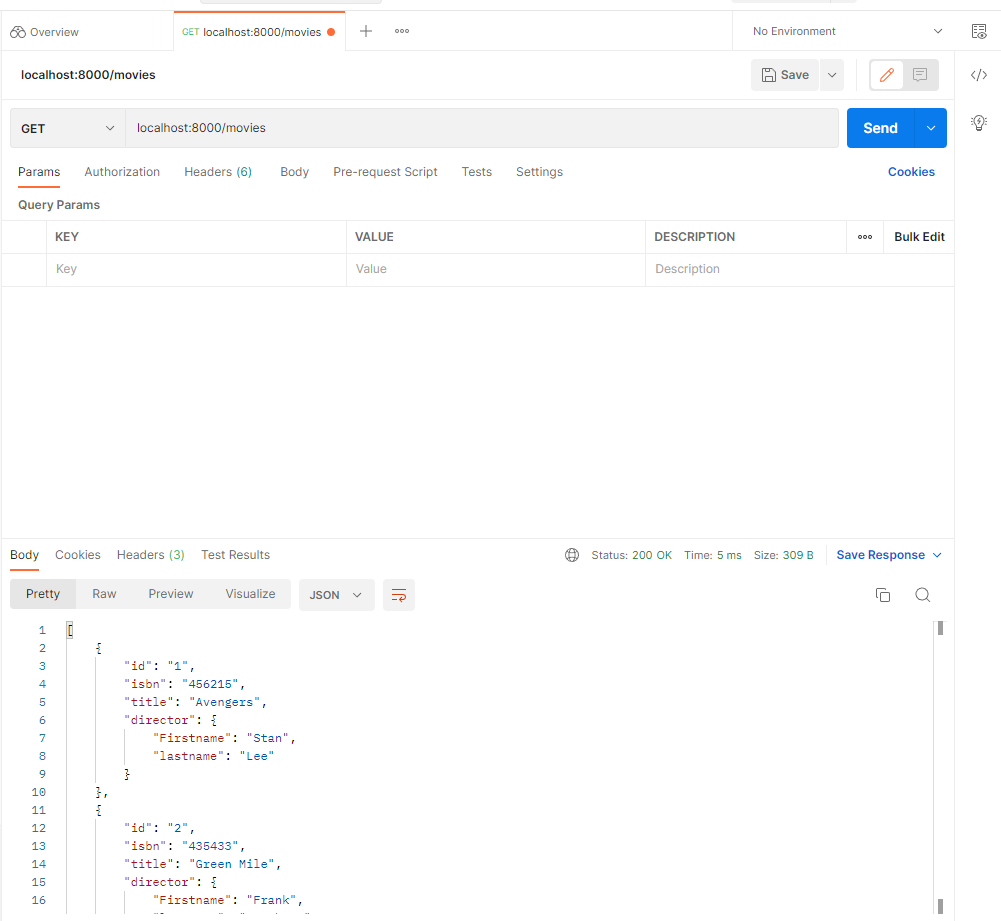 Overview
GET localhost:8000/movies
No Environment
localhost:8000/movies
Save
GET
localhost:8000/movies
Send
Params Authorization Headers (6) Body Pre-request Script Tests Settings Cookies
Query Params
KEY VALUE DESCRIPTION Bulk Edit
Key Value Description
Body Cookies Headers (3) Test Results Status: 200 OK Time: 5 ms Size: 309 B Save Response
Pretty Raw Preview Visualize JSON
1 [
2 {
3 "id": "1",
4 "isbn": "456215",
5 "title": "Avengers",
6 "director": {
7 "Firstname": "Stan",
8 "lastname": "Lee"
9 }
10 },
11 {
12 "id": "2",
13 "isbn": "435433",
14 "title": "Green Mile",
15 "director": {
16 "Firstname": "Frank",